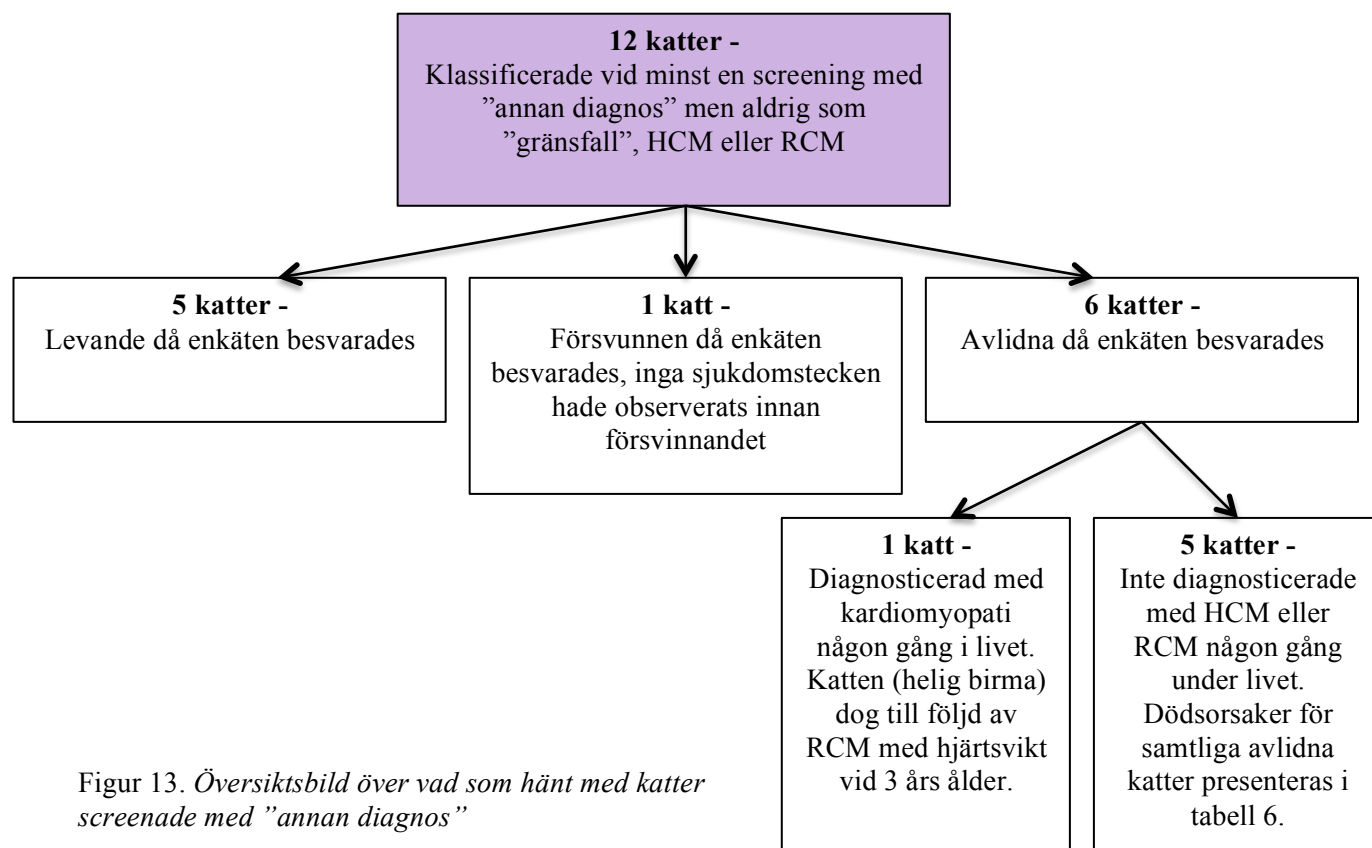 12 katter -
Klassificerade vid minst en screening med
”annan diagnos” men aldrig som
”gränsfall”, HCM eller RCM
5 katter -
Levande då enkäten besvarades
1 katt -
Försvunnen då enkäten
besvarades, inga sjukdomstecken
hade observerats innan
försvinnandet
6 katter -
Avlidna då enkäten besvarades
1 katt -
Diagnosticerad med
kardiomyopati
någon gång i livet.
Katten (helig birma)
dog till följd av
RCM med hjärtsvikt
vid 3 års ålder.
5 katter -
Inte diagnosticerade
med HCM eller
RCM någon gång
under livet.
Dödsorsaker för
samtliga avlidna
katter presenteras i
tabell 6.
Figur 13. Översiktsbild över vad som hänt med katter
screenade med ”annan diagnos”